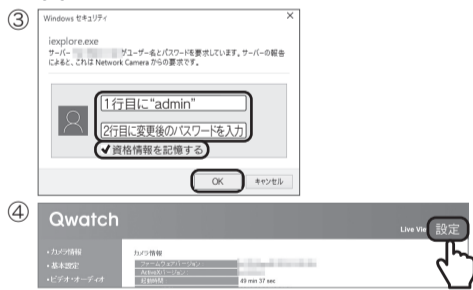 ③
Windows セキュリティ
×
iexplore.exe
サーバー がユーザー名とパスワードを要求しています。サーバーの報告
によると、これは Network Camera からの要求です。
1行目に"admin"
2行目に変更後のパスワードを入力
✔資格情報を記憶する
OK
キャンセル
④
Qwatch
Live Vie
設定
・カメラ情報
カメラ情報
・基本設定
ファームウェアバージョン
・ビデオ・オーディオ
ActiveXバージョン
起動時間
49 min 37 sec